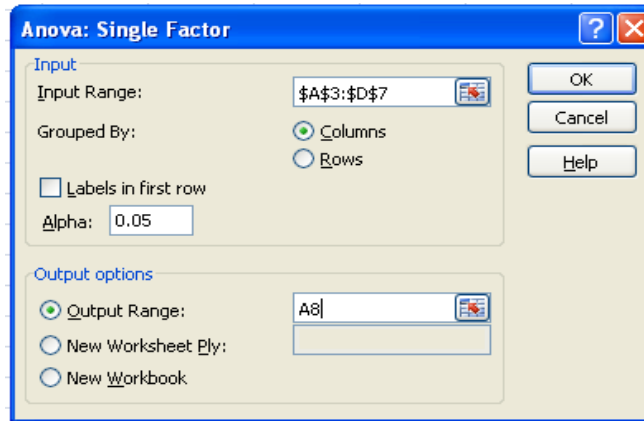 Anova: Single Factor
Input
Input Range: $A$3:$D$7
Grouped By: Columns
Rows
Labels in first row
Alpha: 0.05
OK
Cancel
Help
Output options
Output Range: A8
New Worksheet Ply:
New Workbook